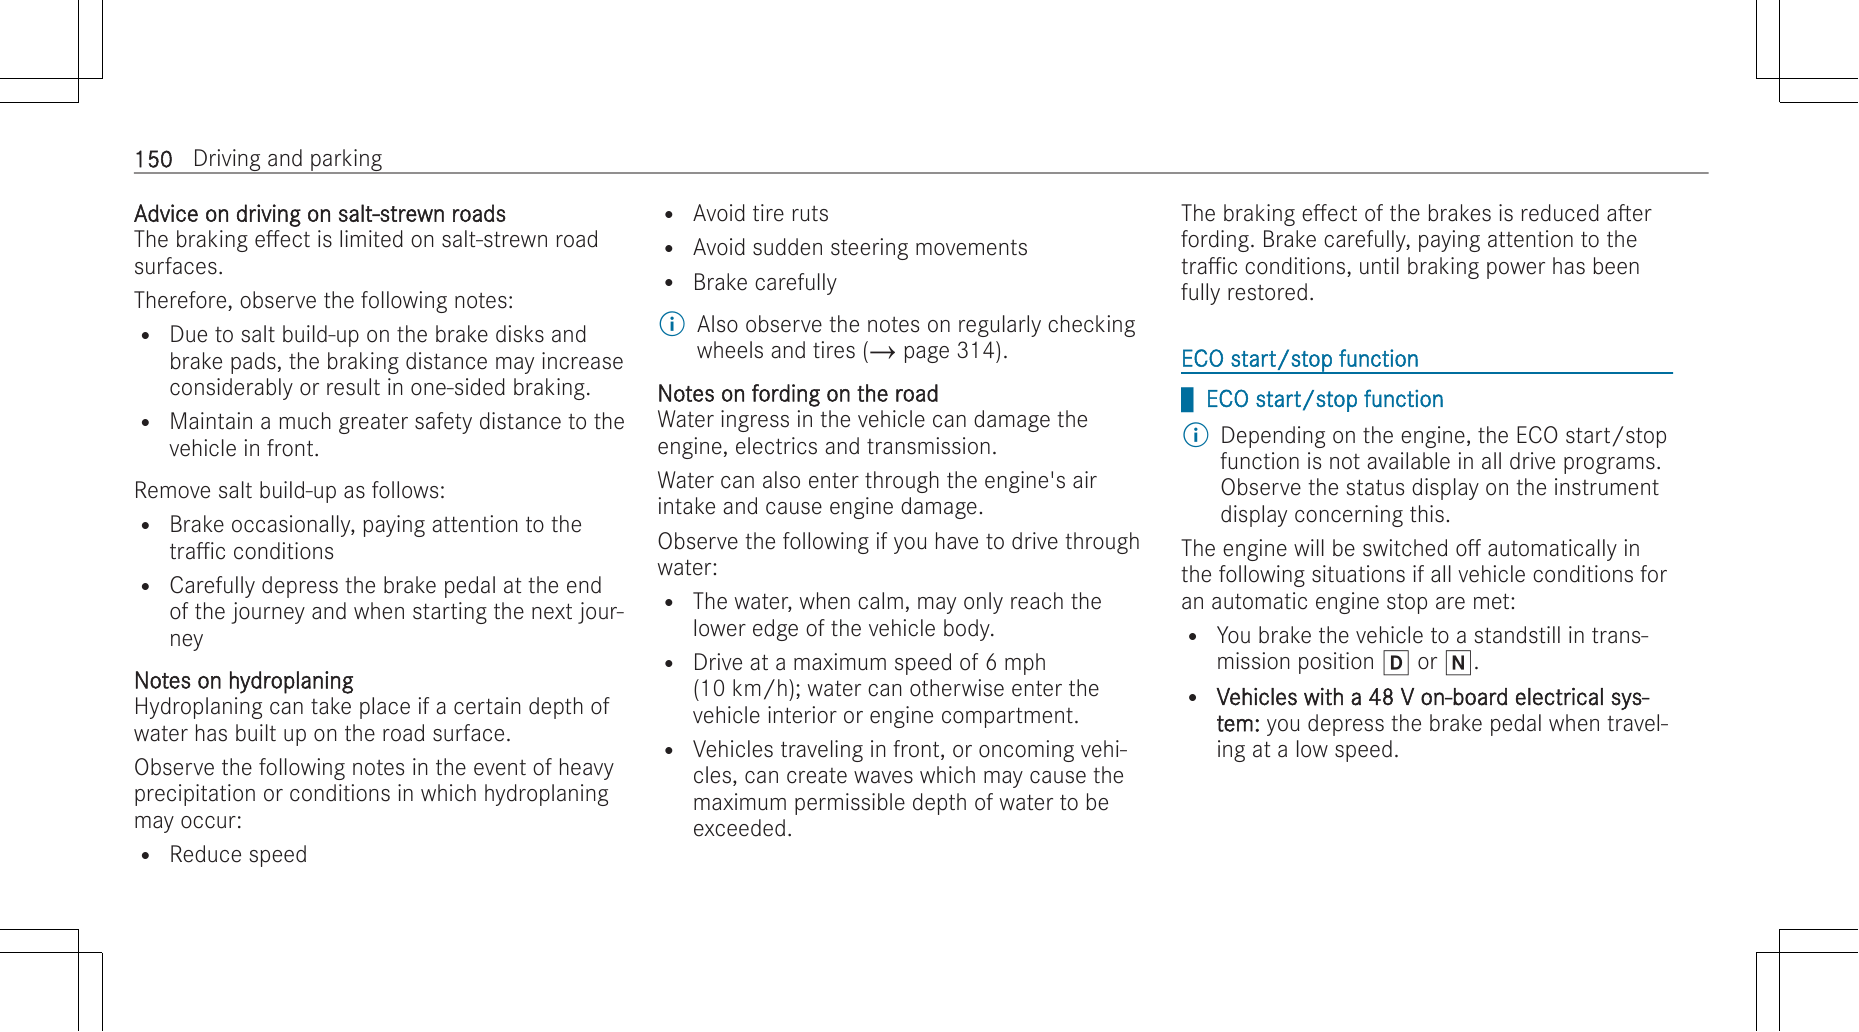 150 Driving and parking
Advice on driving on salt-strewn roads
The braking effect is limited on salt-strewn road
surfaces.
Therefore, observe the following notes:
• Due to salt build-up on the brake disks and
brake pads, the braking distance may increase
considerably or result in one-sided braking.
• Maintain a much greater safety distance to the
vehicle in front.
Remove salt build-up as follows:
• Brake occasionally, paying attention to the
traffic conditions
• Carefully depress the brake pedal at the end
of the journey and when starting the next jour-
ney
Notes on hydroplaning
Hydroplaning can take place if a certain depth of
water has built up on the road surface.
Observe the following notes in the event of heavy
precipitation or conditions in which hydroplaning
may occur:
• Reduce speed
• Avoid tire ruts
• Avoid sudden steering movements
• Brake carefully
i Also observe the notes on regularly checking
wheels and tires (→ page 314).
Notes on fording on the road
Water ingress in the vehicle can damage the
engine, electrics and transmission.
Water can also enter through the engine's air
intake and cause engine damage.
Observe the following if you have to drive through
water:
• The water, when calm, may only reach the
lower edge of the vehicle body.
• Drive at a maximum speed of 6 mph
(10 km/h); water can otherwise enter the
vehicle interior or engine compartment.
• Vehicles traveling in front, or oncoming vehi-
cles, can create waves which may cause the
maximum permissible depth of water to be
exceeded.
The braking effect of the brakes is reduced after
fording. Brake carefully, paying attention to the
traffic conditions, until braking power has been
fully restored.
ECO start/stop function
ECO start/stop function
i Depending on the engine, the ECO start/stop
function is not available in all drive programs.
Observe the status display on the instrument
display concerning this.
The engine will be switched off automatically in
the following situations if all vehicle conditions for
an automatic engine stop are met:
• You brake the vehicle to a standstill in trans-
mission position D or N.
• Vehicles with a 48 V on-board electrical sys-
tem: you depress the brake pedal when travel-
ing at a low speed.